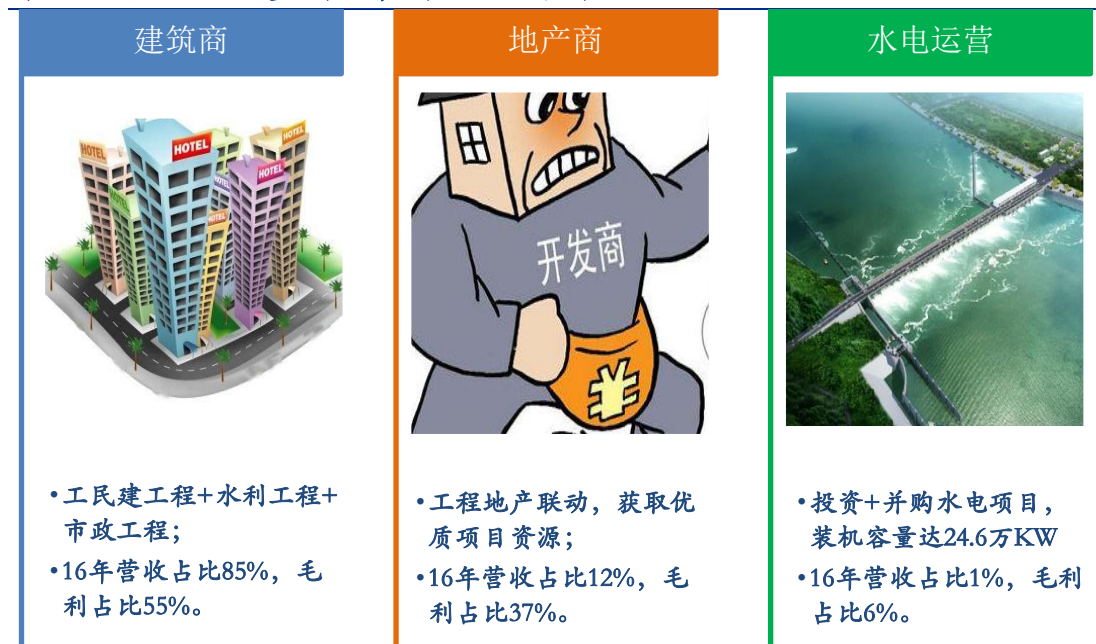 建筑商
HOTEL
HOTEL
HOTEL
HOTEL
HOTEL
HOTEL
HOTEL
•工民建工程+水利工程+
市政工程；
•16年营收占比85%，毛
利占比55%。
地产商
开发商
¥
•工程地产联动，获取优
质项目资源；
•16年营收占比12%，毛
利占比37%。
水电运营
•投资+并购水电项目，
装机容量达24.6万KW
•16年营收占比1%，毛利
占比6%。